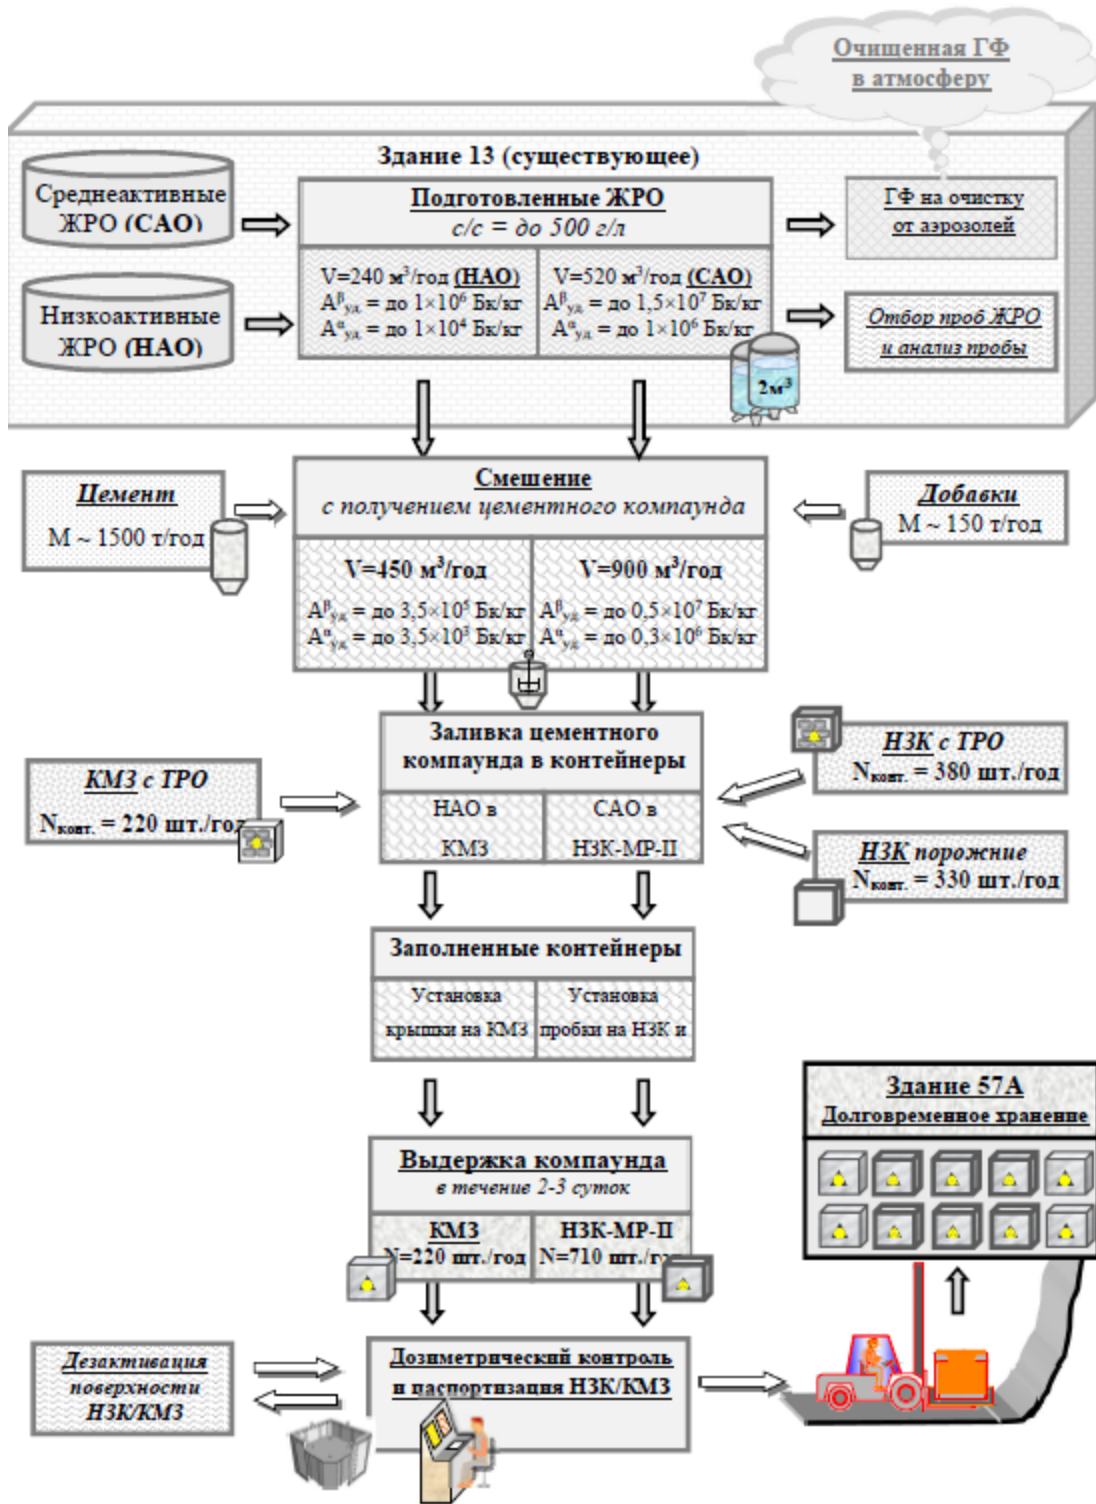 Очищенная ГФ
в атмосферу
Здание 13 (существующее)
Среднеактивные
ЖРО (САО)
Низкоактивные
ЖРО (НАО)
Подготовленные ЖРО
с/с = до 500 г/л
V=240 м³/год (НАО)
Aᵝуд = до 1×10⁶ Бк/кг
Aᵅуд = до 1×10⁴ Бк/кг
V=520 м³/год (САО)
Aᵝуд = до 1,5×10⁷ Бк/кг
Aᵅуд = до 1×10⁶ Бк/кг
2м³
ГФ на очистку
от аэрозолей
Отбор проб ЖРО
и анализ пробы
Цемент
М ~ 1500 т/год
Смешение
с получением цементного компаунда
V=450 м³/год
Aᵝуд = до 3,5×10⁵ Бк/кг
Aᵅуд = до 3,5×10³ Бк/кг
V=900 м³/год
Aᵝуд = до 0,5×10⁷ Бк/кг
Aᵅуд = до 0,3×10⁶ Бк/кг
Добавки
М ~ 150 т/год
КМЗ с ТРО
Nконт. = 220 шт./год
Заливка цементного
компаунда в контейнеры
НАО в
КМЗ
САО в
НЗК-МР-II
НЗК с ТРО
Nконт. = 380 шт./год
НЗК порожние
Nконт. = 330 шт./год
Заполненные контейнеры
Установка
крышки на КМЗ
Установка
пробки на НЗК и
Выдержка компаунда
в течение 2-3 суток
КМЗ
N=220 шт./год
НЗК-МР-II
N=710 шт./год
Здание 57А
Долговременное хранение
Дезактивация
поверхности
НЗК/КМЗ
Дозиметрический контроль
и паспортизация НЗК/КМЗ